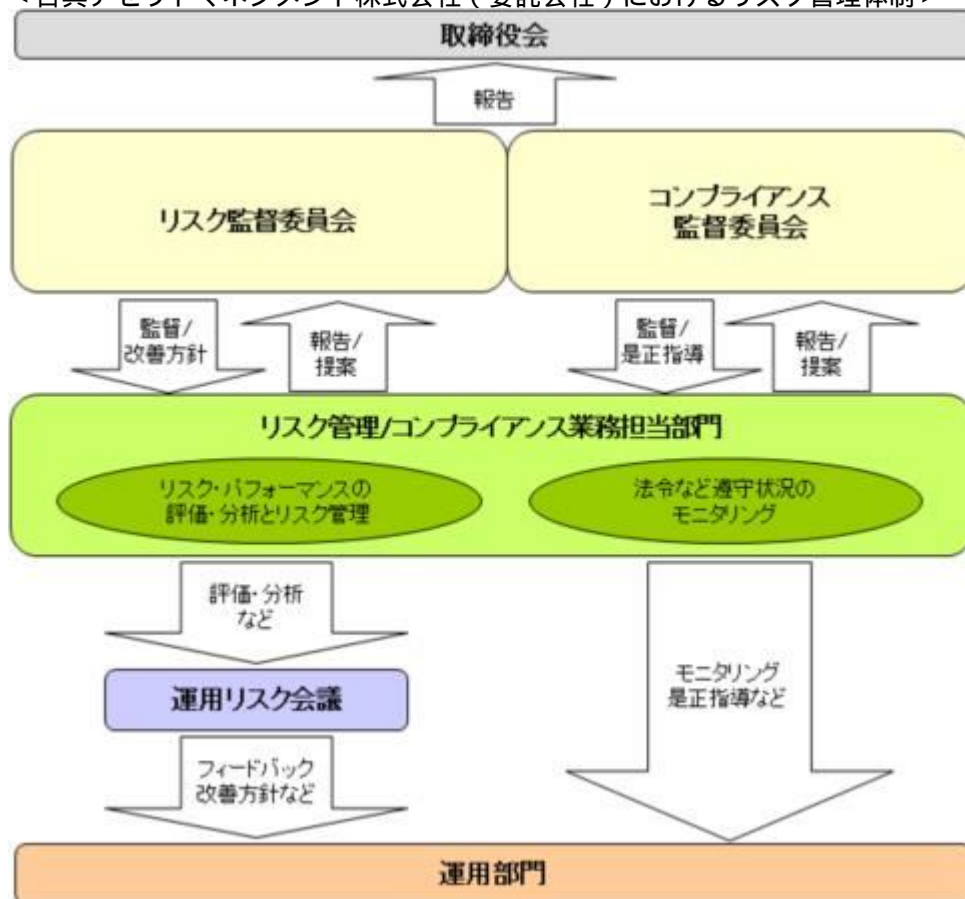 取締役会
報告
リスク監督委員会
コンプライアンス
監督委員会
監督/
改善方針
報告/
提案
監督/
是正指導
報告/
提案
リスク管理/コンプライアンス業務担当部門
リスク・パフォーマンスの
評価・分析とリスク管理
法令など遵守状況の
モニタリング
評価・分析
など
運用リスク会議
モニタリング
是正指導など
フィードバック
改善方針など
運用部門